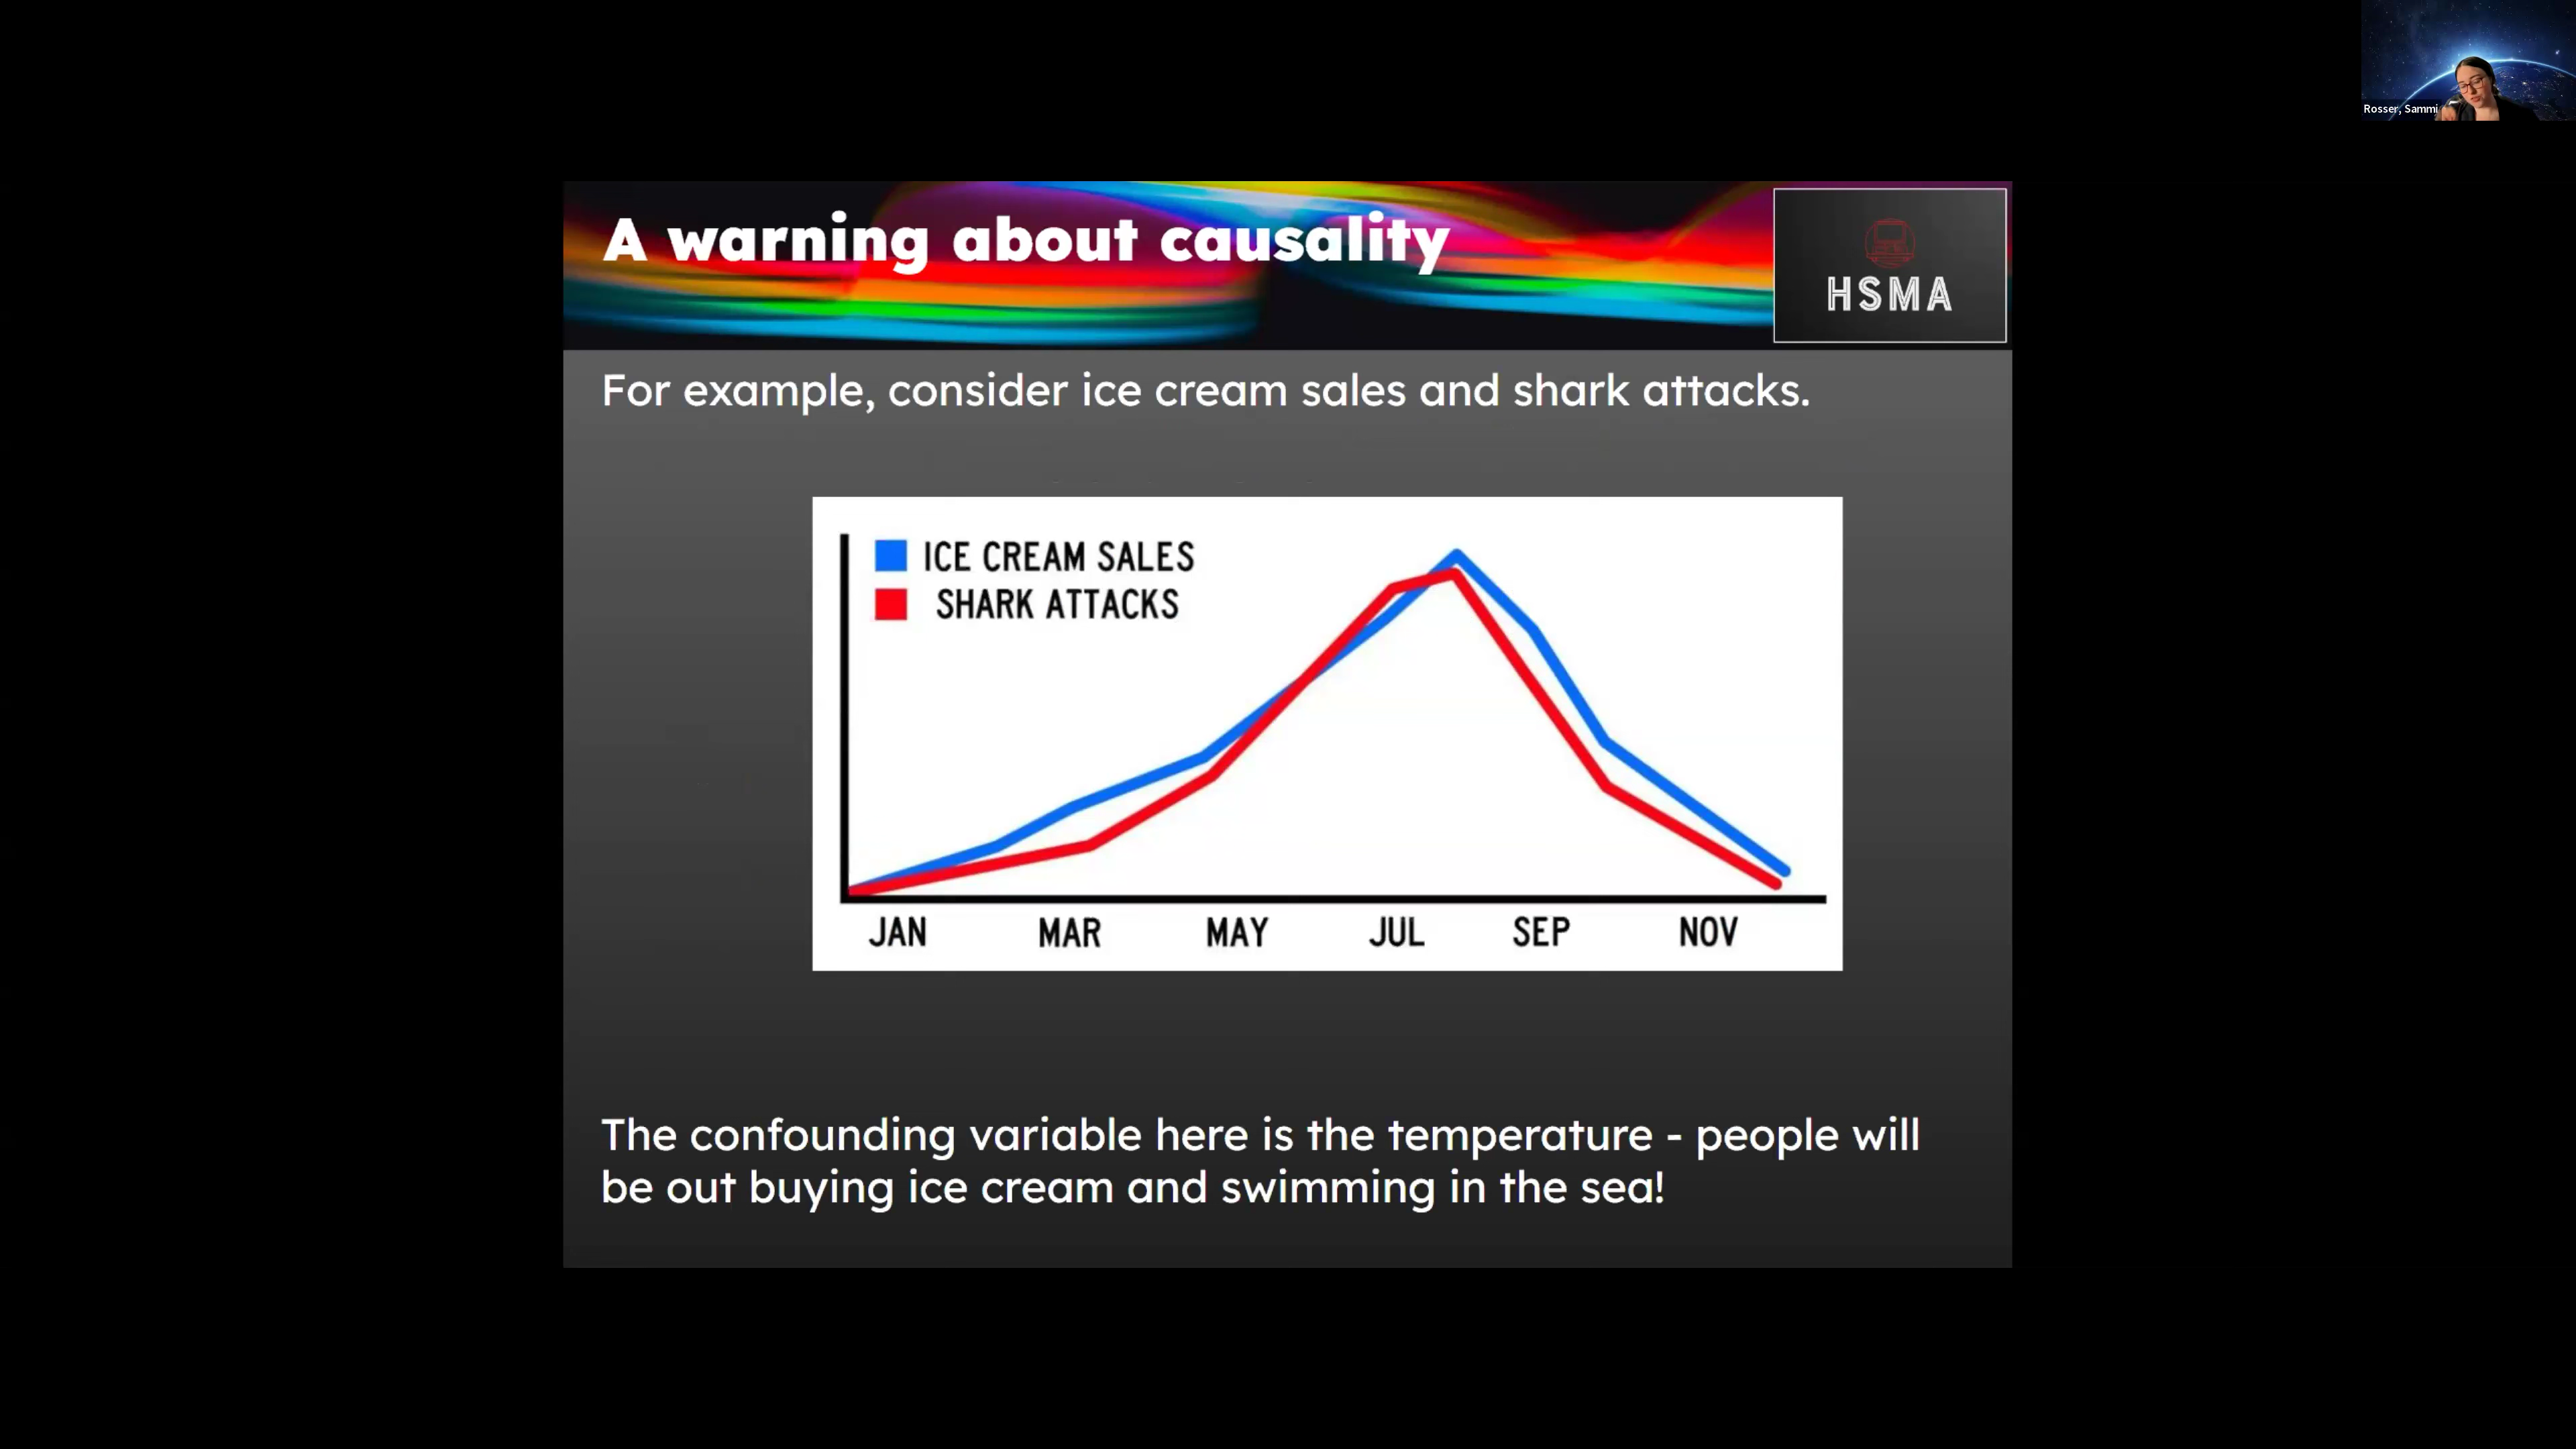 Rosser, Sammi
A warning about causality
HSMA
For example, consider ice cream sales and shark attacks.
ICE CREAM SALES
SHARK ATTACKS
JAN MAR MAY JUL SEP NOV
The confounding variable here is the temperature - people will
be out buying ice cream and swimming in the sea!